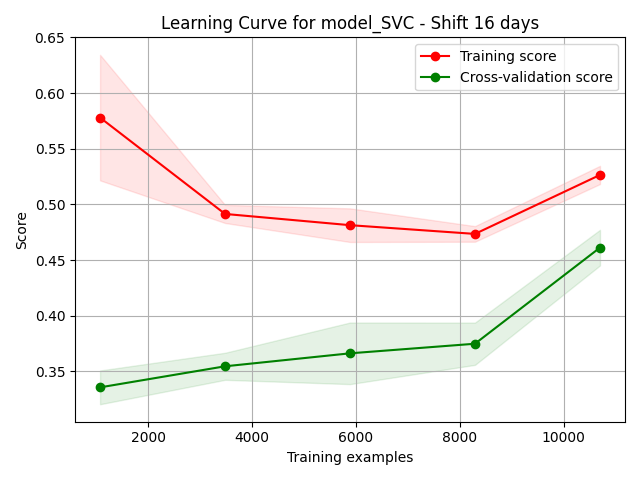 Learning Curve for model_SVC - Shift 16 days
Training score
Cross-validation score
Score
0.65
0.60
0.55
0.50
0.45
0.40
0.35
2000 4000 6000 8000 10000
Training examples